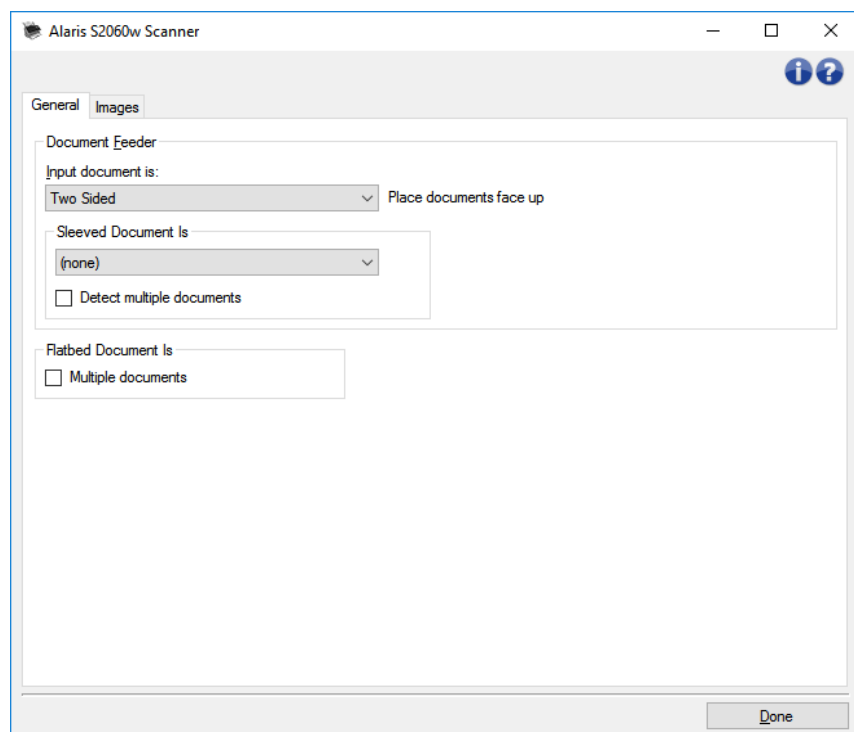 Alaris S2060w Scanner
General Images
Document Feeder
Input document is:
Two Sided Place documents face up
Sleeved Document Is
(none)
Detect multiple documents
Flatbed Document Is
Multiple documents
Done